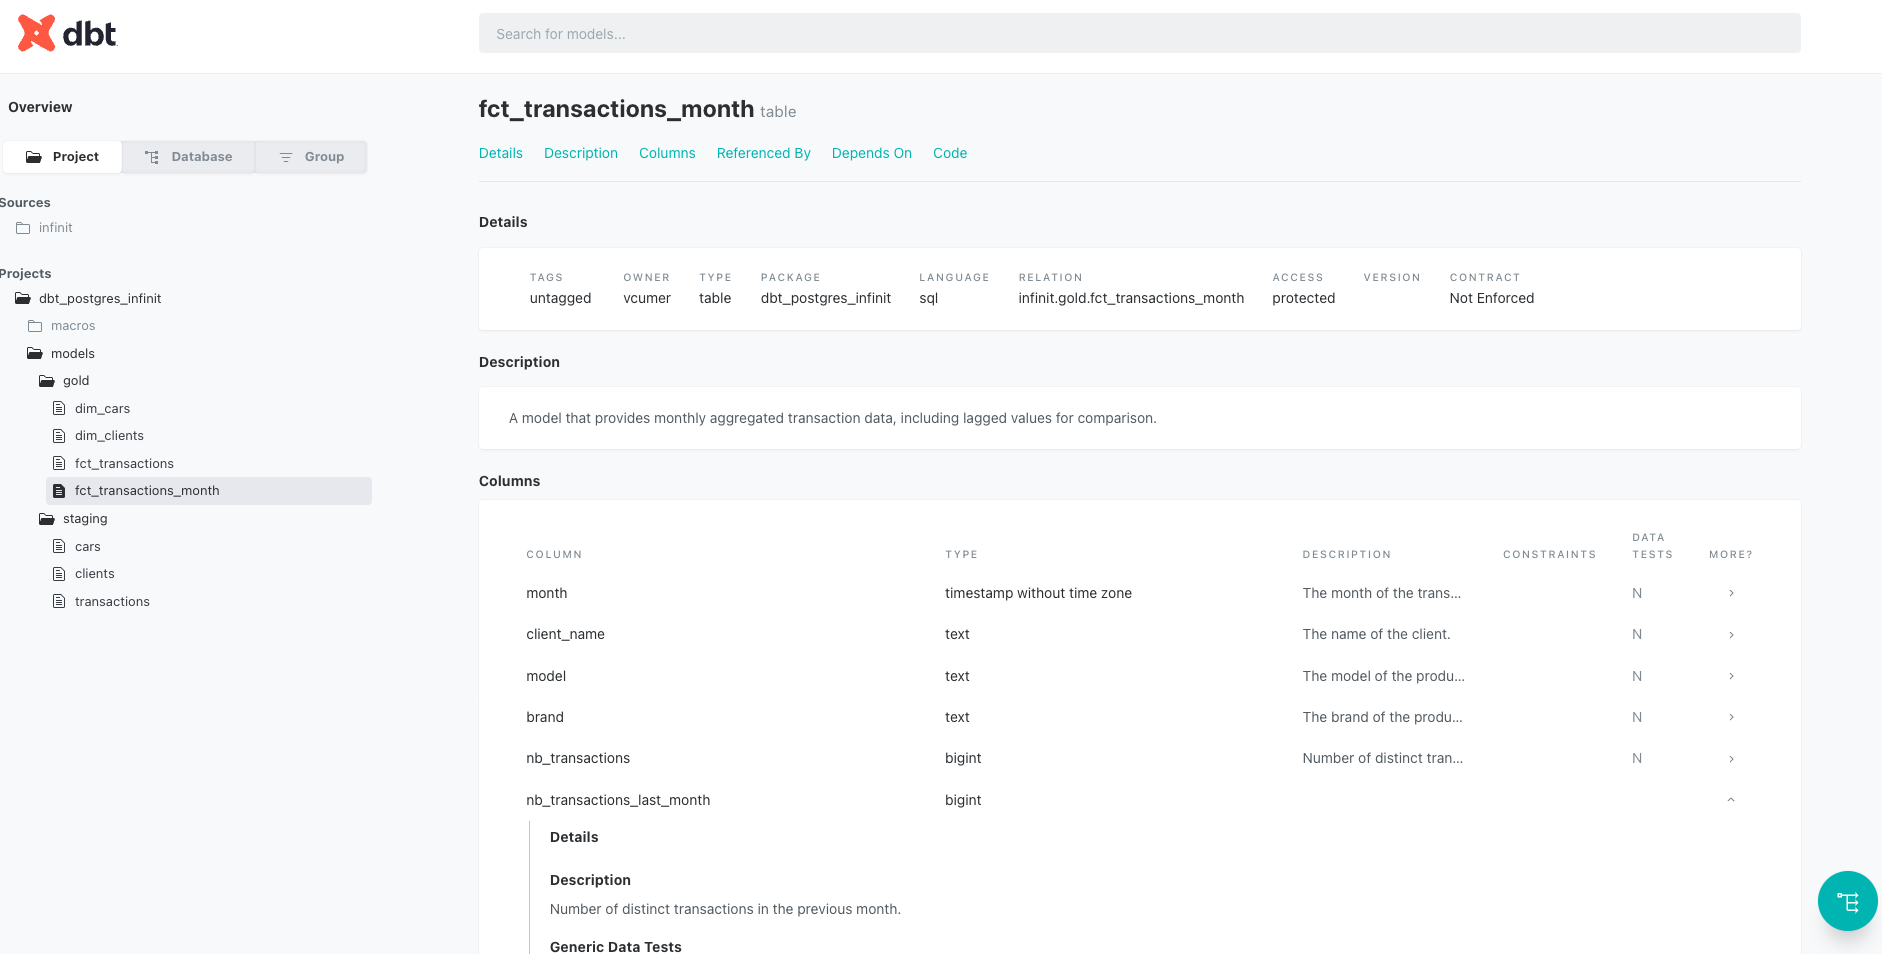 dbt
Search for models...
Overview
Project Database Group
Sources
infinit
Projects
dbt_postgres_infinit
macros
models
gold
dim_cars
dim_clients
fct_transactions
fct_transactions_month
staging
cars
clients
transactions
fct_transactions_month table
Details Description Columns Referenced By Depends On Code
Details
TAGS OWNER TYPE PACKAGE LANGUAGE RELATION ACCESS VERSION CONTRACT
untagged vcumer table dbt_postgres_infinit sql infinit.gold.fct_transactions_month protected Not Enforced
Description
A model that provides monthly aggregated transaction data, including lagged values for comparison.
Columns
COLUMN TYPE DESCRIPTION CONSTRAINTS DATA TESTS MORE?
month timestamp without time zone The month of the trans... N
client_name text The name of the client. N
model text The model of the produ... N
brand text The brand of the produ... N
nb_transactions bigint Number of distinct tran... N
nb_transactions_last_month bigint
Details
Description
Number of distinct transactions in the previous month.
Generic Data Tests